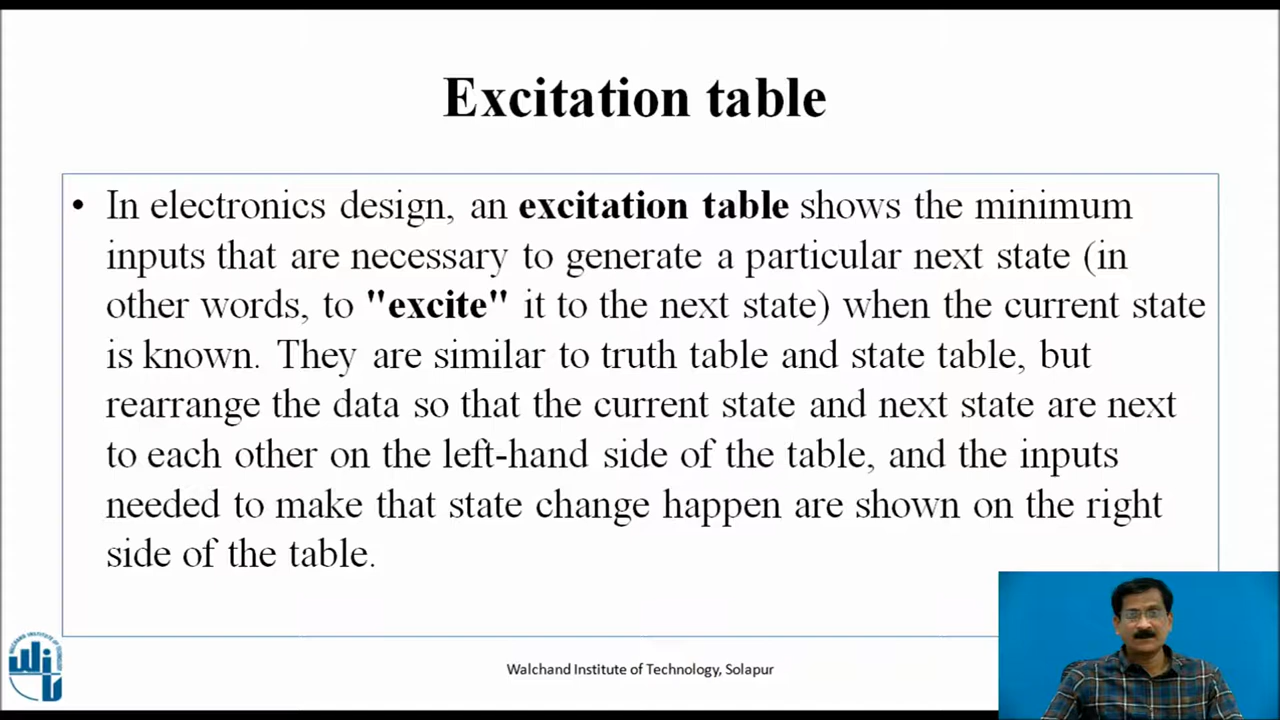 Excitation table
• In electronics design, an excitation table shows the minimum
inputs that are necessary to generate a particular next state (in
other words, to "excite" it to the next state) when the current state
is known. They are similar to truth table and state table, but
rearrange the data so that the current state and next state are next
to each other on the left-hand side of the table, and the inputs
needed to make that state change happen are shown on the right
side of the table.
Walchand Institute of Technology, Solapur